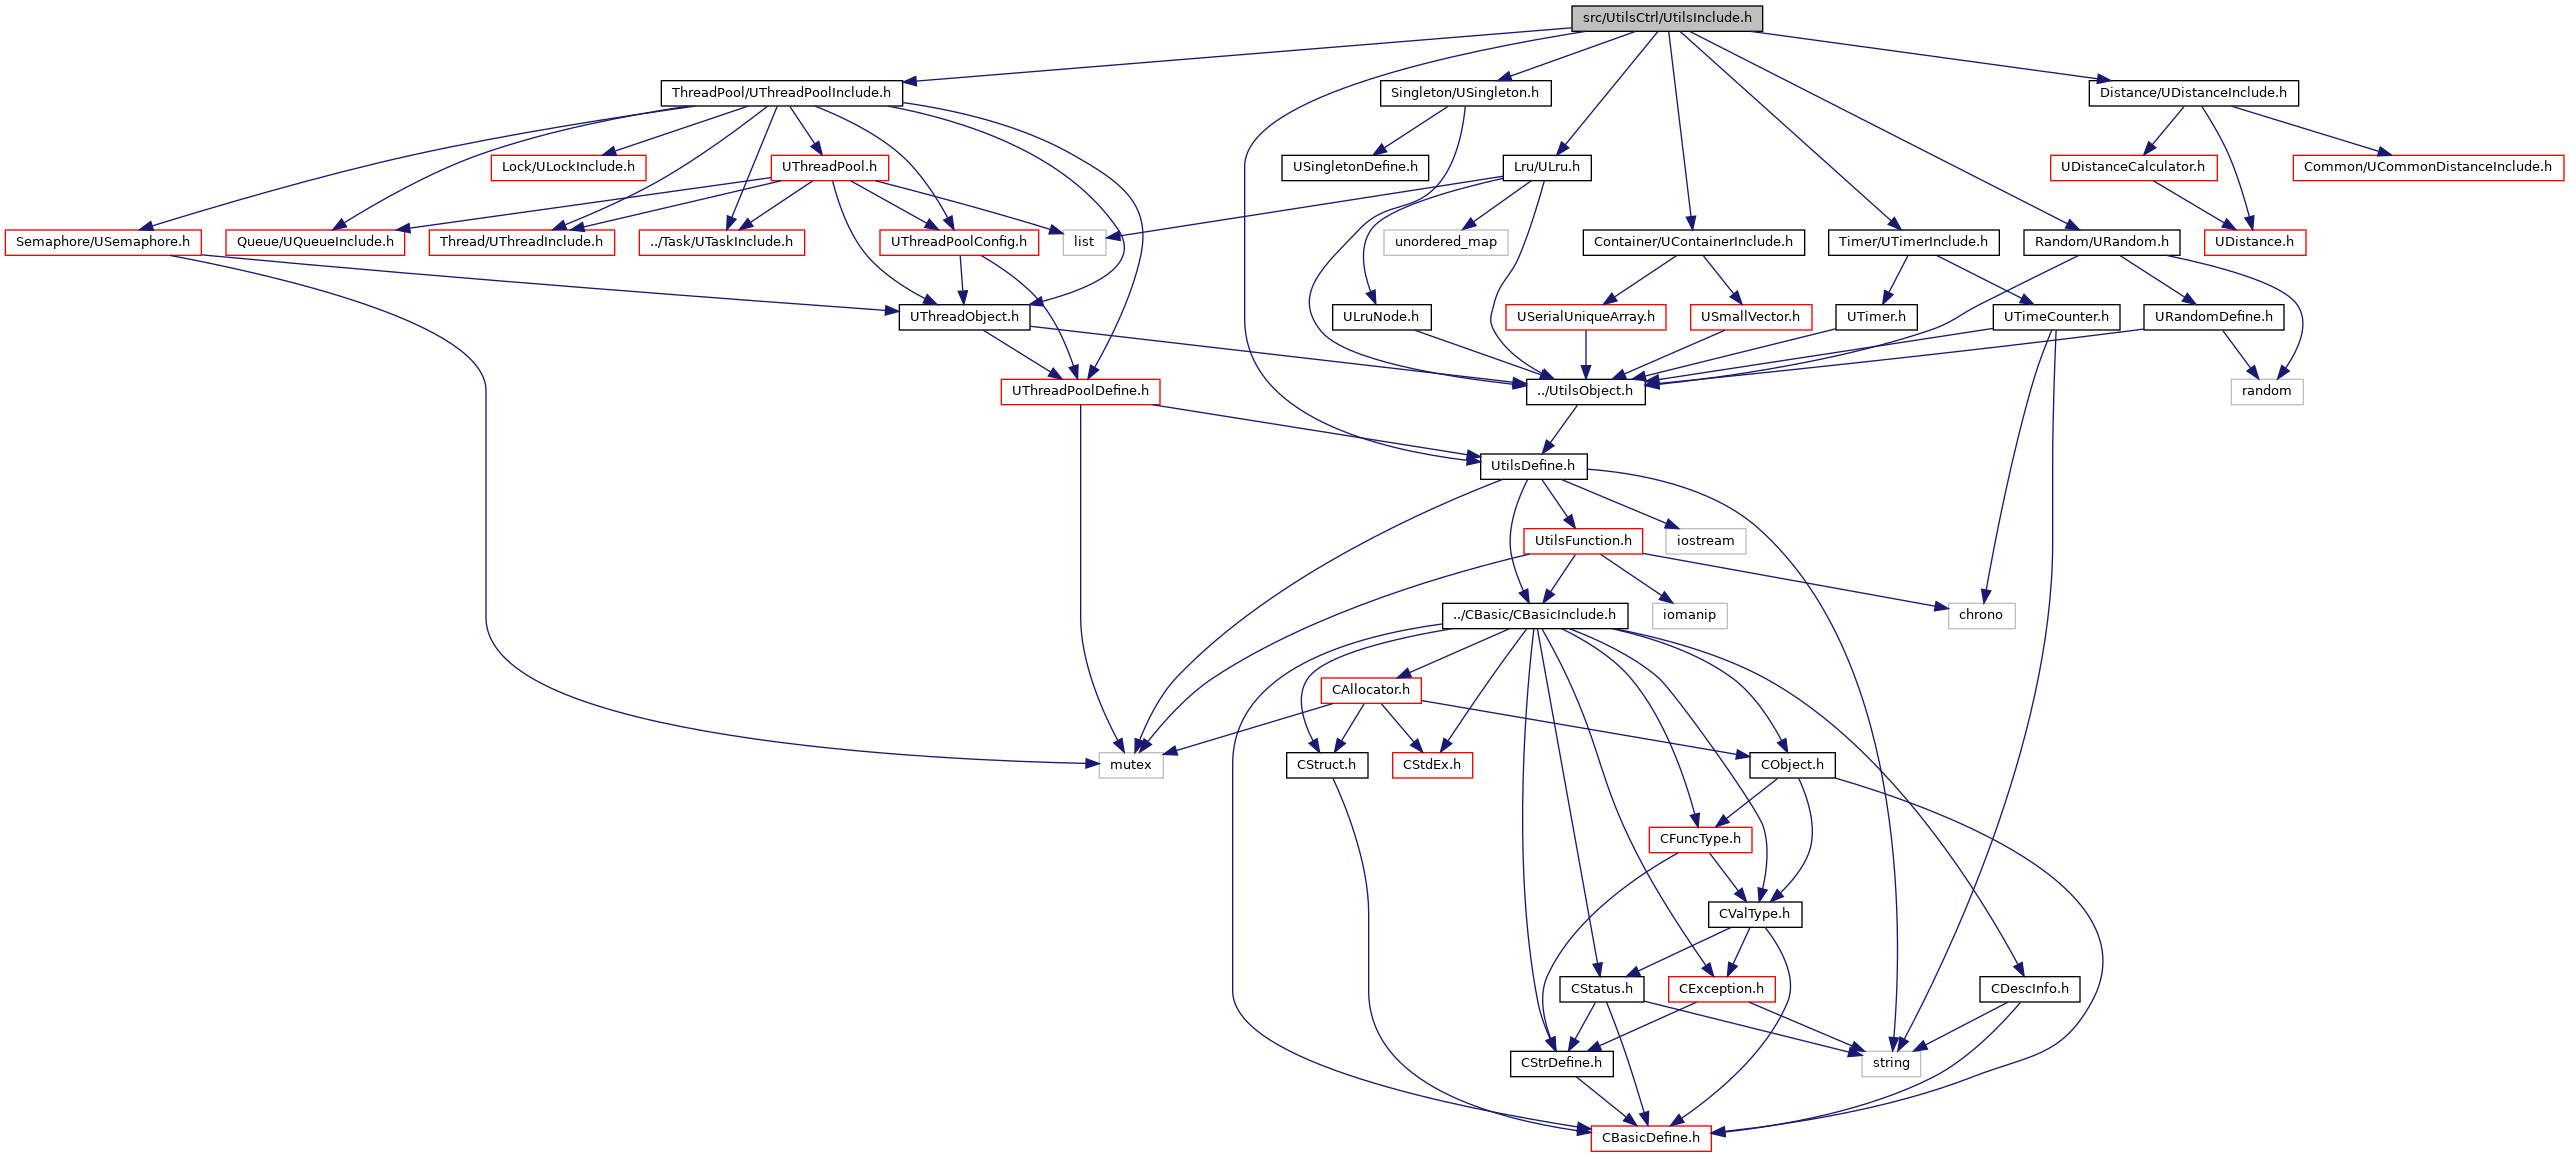 src/UtilsCtrl/UtilsInclude.h
ThreadPool/UThreadPoolInclude.h
Singleton/USingleton.h
Distance/UDistanceInclude.h
Lock/ULockInclude.h
UThreadPool.h
USingletonDefine.h
Lru/ULru.h
UDistanceCalculator.h
Common/UCommonDistanceInclude.h
Semaphore/USemaphore.h
Queue/UQueueInclude.h
Thread/UThreadInclude.h
../Task/UTaskInclude.h
UThreadPoolConfig.h
list
unordered_map
Container/UContainerInclude.h
Timer/UTimerInclude.h
Random/URandom.h
UDistance.h
UThreadObject.h
ULruNode.h
USerialUniqueArray.h
USmallVector.h
UTimer.h
UTimeCounter.h
URandomDefine.h
UThreadPoolDefine.h
../UtilsObject.h
random
UtilsDefine.h
UtilsFunction.h
iostream
../CBasic/CBasicInclude.h
iomanip
chrono
CAllocator.h
mutex
CStruct.h
CStdEx.h
CObject.h
CFuncType.h
CValType.h
CStatus.h
CException.h
CDescInfo.h
CStrDefine.h
string
CBasicDefine.h